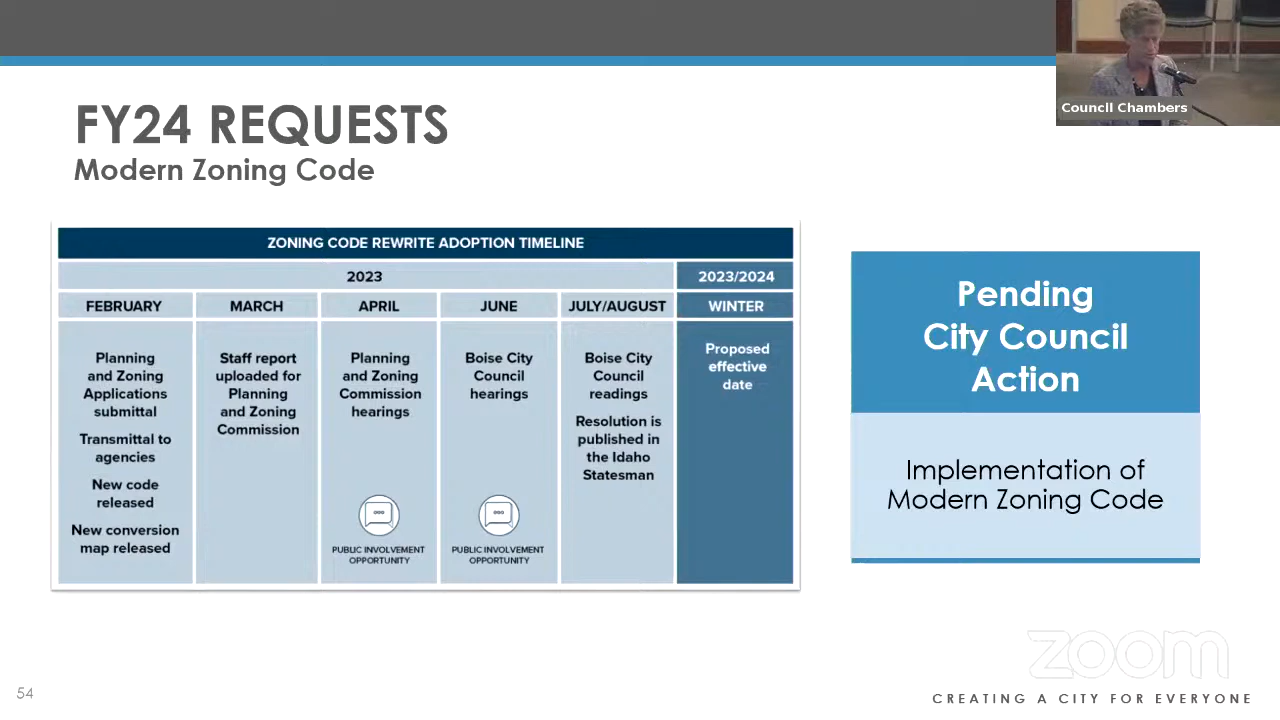 Council Chambers
FY24 REQUESTS
Modern Zoning Code
ZONING CODE REWRITE ADOPTION TIMELINE
2023
2023/2024
FEBRUARY
MARCH
APRIL
JUNE
JULY/AUGUST
WINTER
Planning
and Zoning
Applications
submittal
Transmittal to
agencies
New code
released
New conversion
map released
Staff report
uploaded for
Planning
and Zoning
Commission
Planning
and Zoning
Commission
hearings
PUBLIC INVOLVEMENT
OPPORTUNITY
Boise City
Council
hearings
PUBLIC INVOLVEMENT
OPPORTUNITY
Boise City
Council
readings
Resolution is
published in
the Idaho
Statesman
Proposed
effective
date
Pending
City Council
Action
Implementation of
Modern Zoning Code
zoom
54
CREATING A CITY FOR EVERYONE